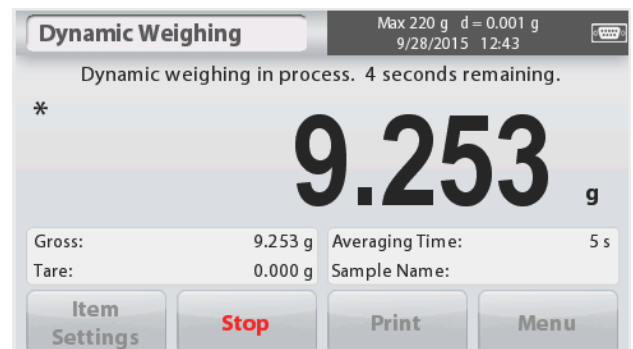 Dynamic Weighing
Max 220 g d = 0.001 g
9/28/2015 12:43
Dynamic weighing in process. 4 seconds remaining.
*
9.253 g
Gross: 9.253 g
Tare: 0.000 g
Averaging Time: 5 s
Sample Name:
Item
Settings
Stop
Print
Menu